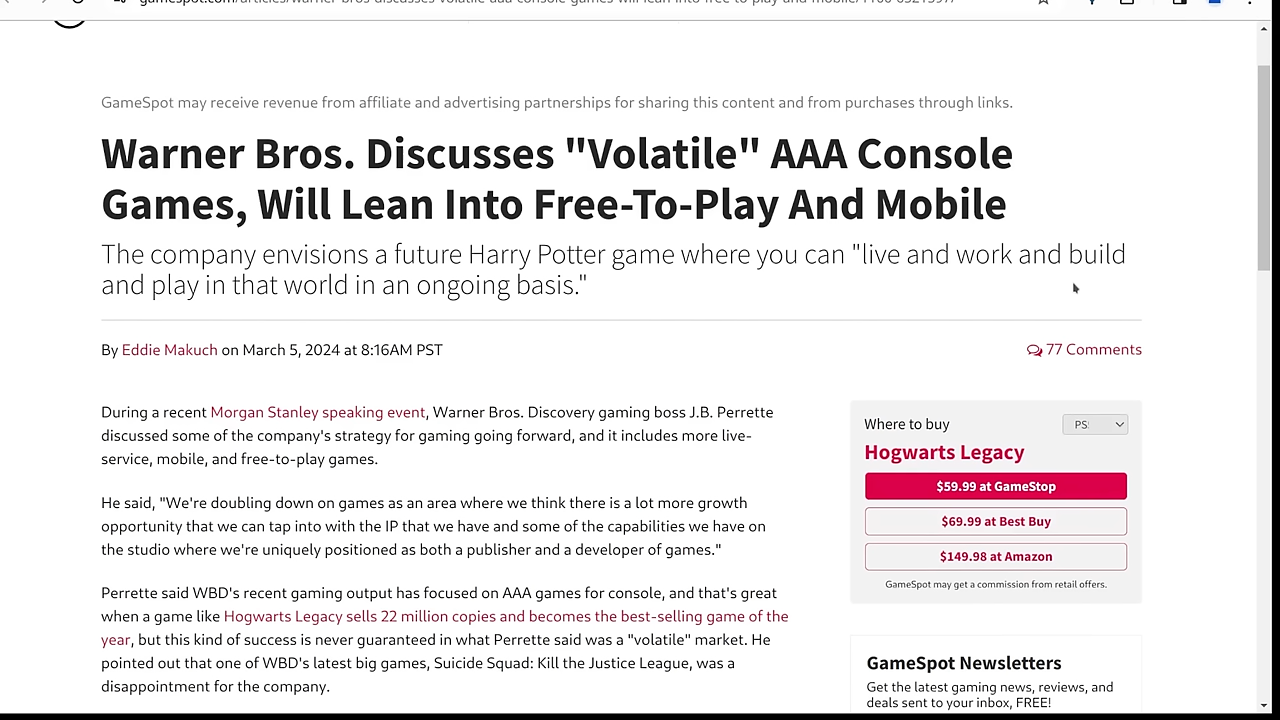 GameSpot may receive revenue from affiliate and advertising partnerships for sharing this content and from purchases through links.
Warner Bros. Discusses "Volatile" AAA Console
Games, Will Lean Into Free-To-Play And Mobile
The company envisions a future Harry Potter game where you can "live and work and build
and play in that world in an ongoing basis."
By Eddie Makuch on March 5, 2024 at 8:16AM PST
77 Comments
During a recent Morgan Stanley speaking event, Warner Bros. Discovery gaming boss J.B. Perrette
discussed some of the company's strategy for gaming going forward, and it includes more live-
service, mobile, and free-to-play games.
He said, "We're doubling down on games as an area where we think there is a lot more growth
opportunity that we can tap into with the IP that we have and some of the capabilities we have on
the studio where we're uniquely positioned as both a publisher and a developer of games."
Perrette said WBD's recent gaming output has focused on AAA games for console, and that's great
when a game like Hogwarts Legacy sells 22 million copies and becomes the best-selling game of the
year, but this kind of success is never guaranteed in what Perrette said was a "volatile" market. He
pointed out that one of WBD's latest big games, Suicide Squad: Kill the Justice League, was a
disappointment for the company.
Where to buy
PS
Hogwarts Legacy
$59.99 at GameStop
$69.99 at Best Buy
$149.98 at Amazon
GameSpot may get a commission from retail offers.
GameSpot Newsletters
Get the latest gaming news, reviews, and
deals sent to your inbox, FREE!